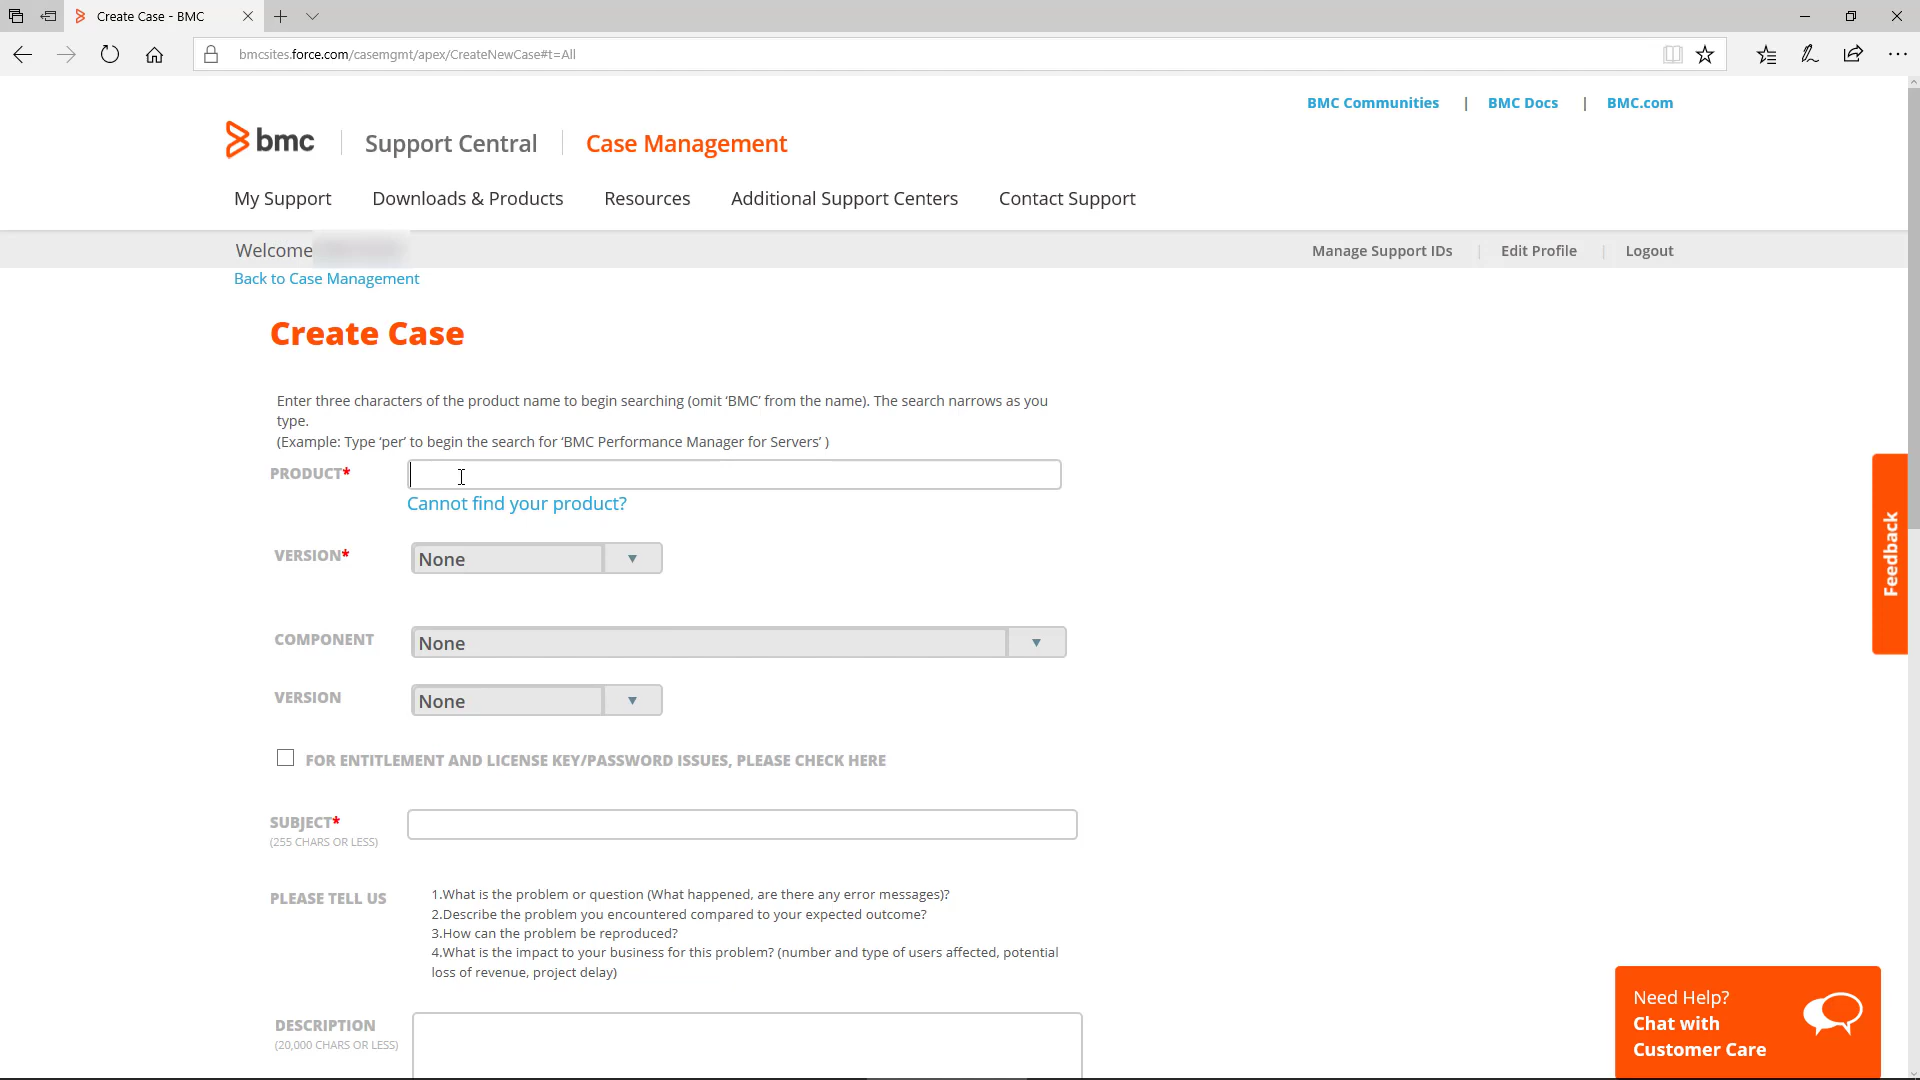 Create Case - BMC
bmcsites.force.com/casemgmt/apex/CreateNewCase#t=All
BMC Communities | BMC Docs | BMC.com
bmc Support Central Case Management
My Support Downloads & Products Resources Additional Support Centers Contact Support
Welcome Manage Support IDs | Edit Profile | Logout
Back to Case Management
Create Case
Enter three characters of the product name to begin searching (omit ‘BMC’ from the name). The search narrows as you
type.
(Example: Type ‘per’ to begin the search for ‘BMC Performance Manager for Servers’ )
PRODUCT*
Cannot find your product?
VERSION* None
COMPONENT None
VERSION None
FOR ENTITLEMENT AND LICENSE KEY/PASSWORD ISSUES, PLEASE CHECK HERE
SUBJECT*
(255 CHARS OR LESS)
PLEASE TELL US
1.What is the problem or question (What happened, are there any error messages)?
2.Describe the problem you encountered compared to your expected outcome?
3.How can the problem be reproduced?
4.What is the impact to your business for this problem? (number and type of users affected, potential
loss of revenue, project delay)
DESCRIPTION
(20,000 CHARS OR LESS)
Feedback
Need Help?
Chat with
Customer Care